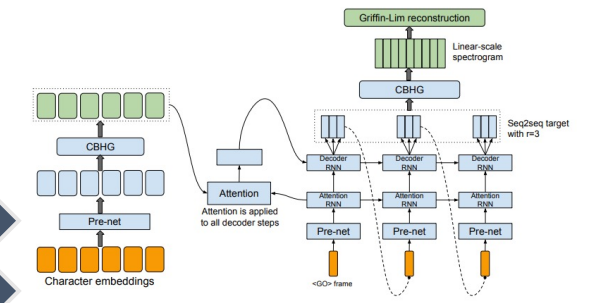 Griffin-Lim reconstruction
Linear-scale
spectrogram
CBHG
Seq2seq target
with r=3
CBHG
Decoder
RNN
Decoder
RNN
Decoder
RNN
Attention
Attention
RNN
Attention
RNN
Attention
RNN
Attention is applied
to all decoder steps
Pre-net
Pre-net
Pre-net
Pre-net
<GO> frame
Character embeddings